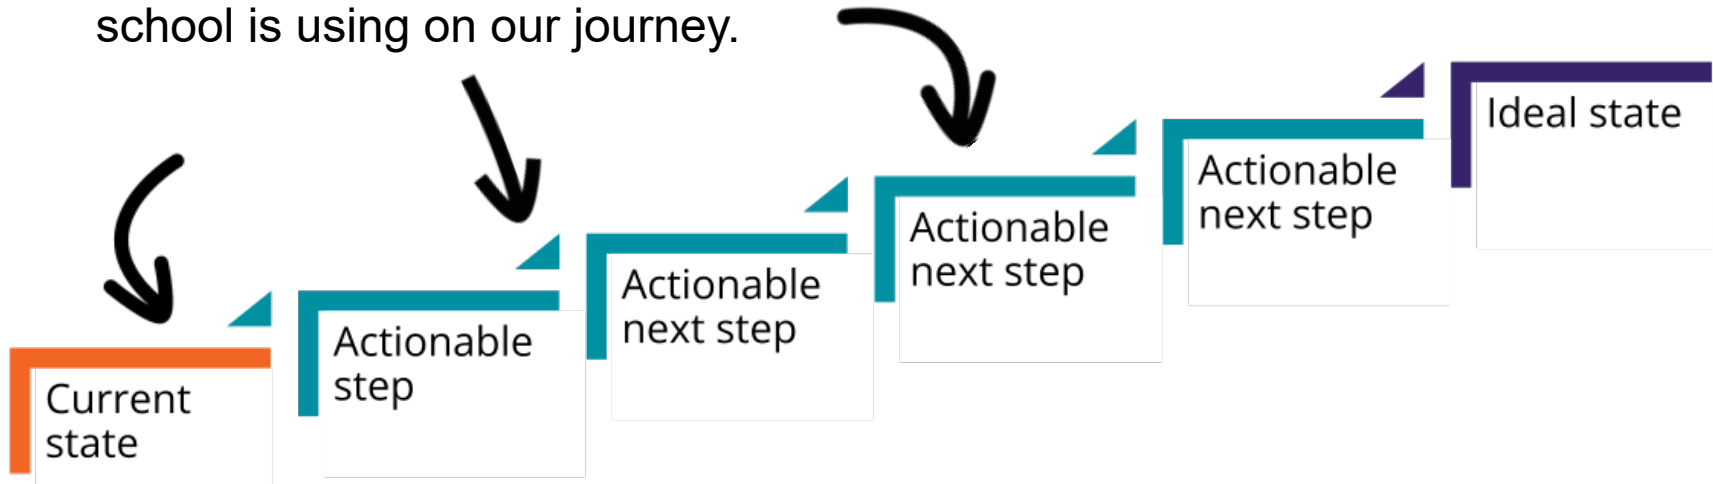 school is using on our journey.
Current
state
Actionable
step
Actionable
next step
Actionable
next step
Actionable
next step
Ideal state